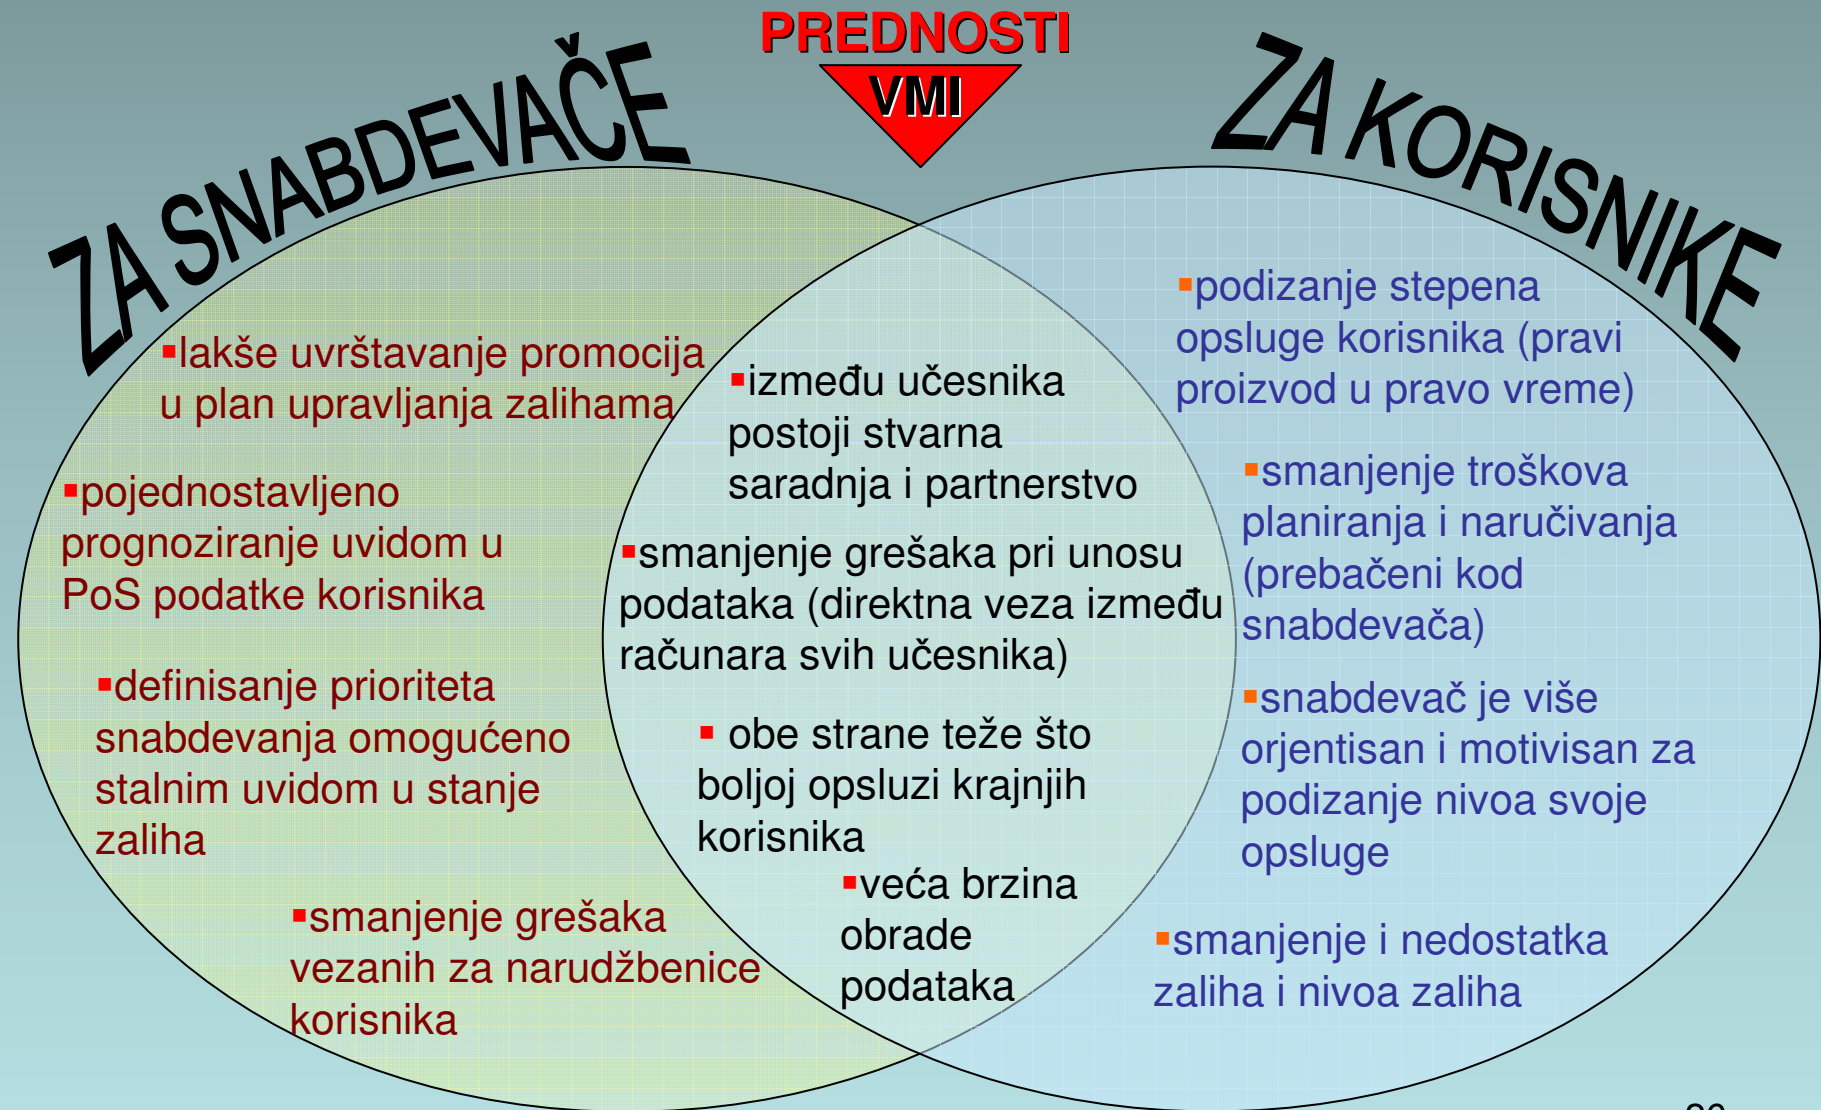 PREDNOSTI
VMI
ZA SNABDEVAČE
ZA KORISNIKE
▪lakše uvrštavanje promocija
u plan upravljanja zalihama
▪pojednostavljeno
prognoziranje uvidom u
PoS podatke korisnika
▪definisanje prioriteta
snabdevanja omogućeno
stalnim uvidom u stanje
zaliha
▪smanjenje grešaka
vezanih za narudžbenice
korisnika
▪između učesnika
postoji stvarna
saradnja i partnerstvo
▪smanjenje grešaka pri unosu
podataka (direktna veza između
računara svih učesnika)
▪ obe strane teže što
boljoj opsluzi krajnjih
korisnika
▪veća brzina
obrade
podataka
▪podizanje stepena
opsluge korisnika (pravi
proizvod u pravo vreme)
▪smanjenje troškova
planiranja i naručivanja
(prebačeni kod
snabdevača)
▪snabdevač je više
orjentisan i motivisan za
podizanje nivoa svoje
opsluge
▪smanjenje i nedostatka
zaliha i nivoa zaliha